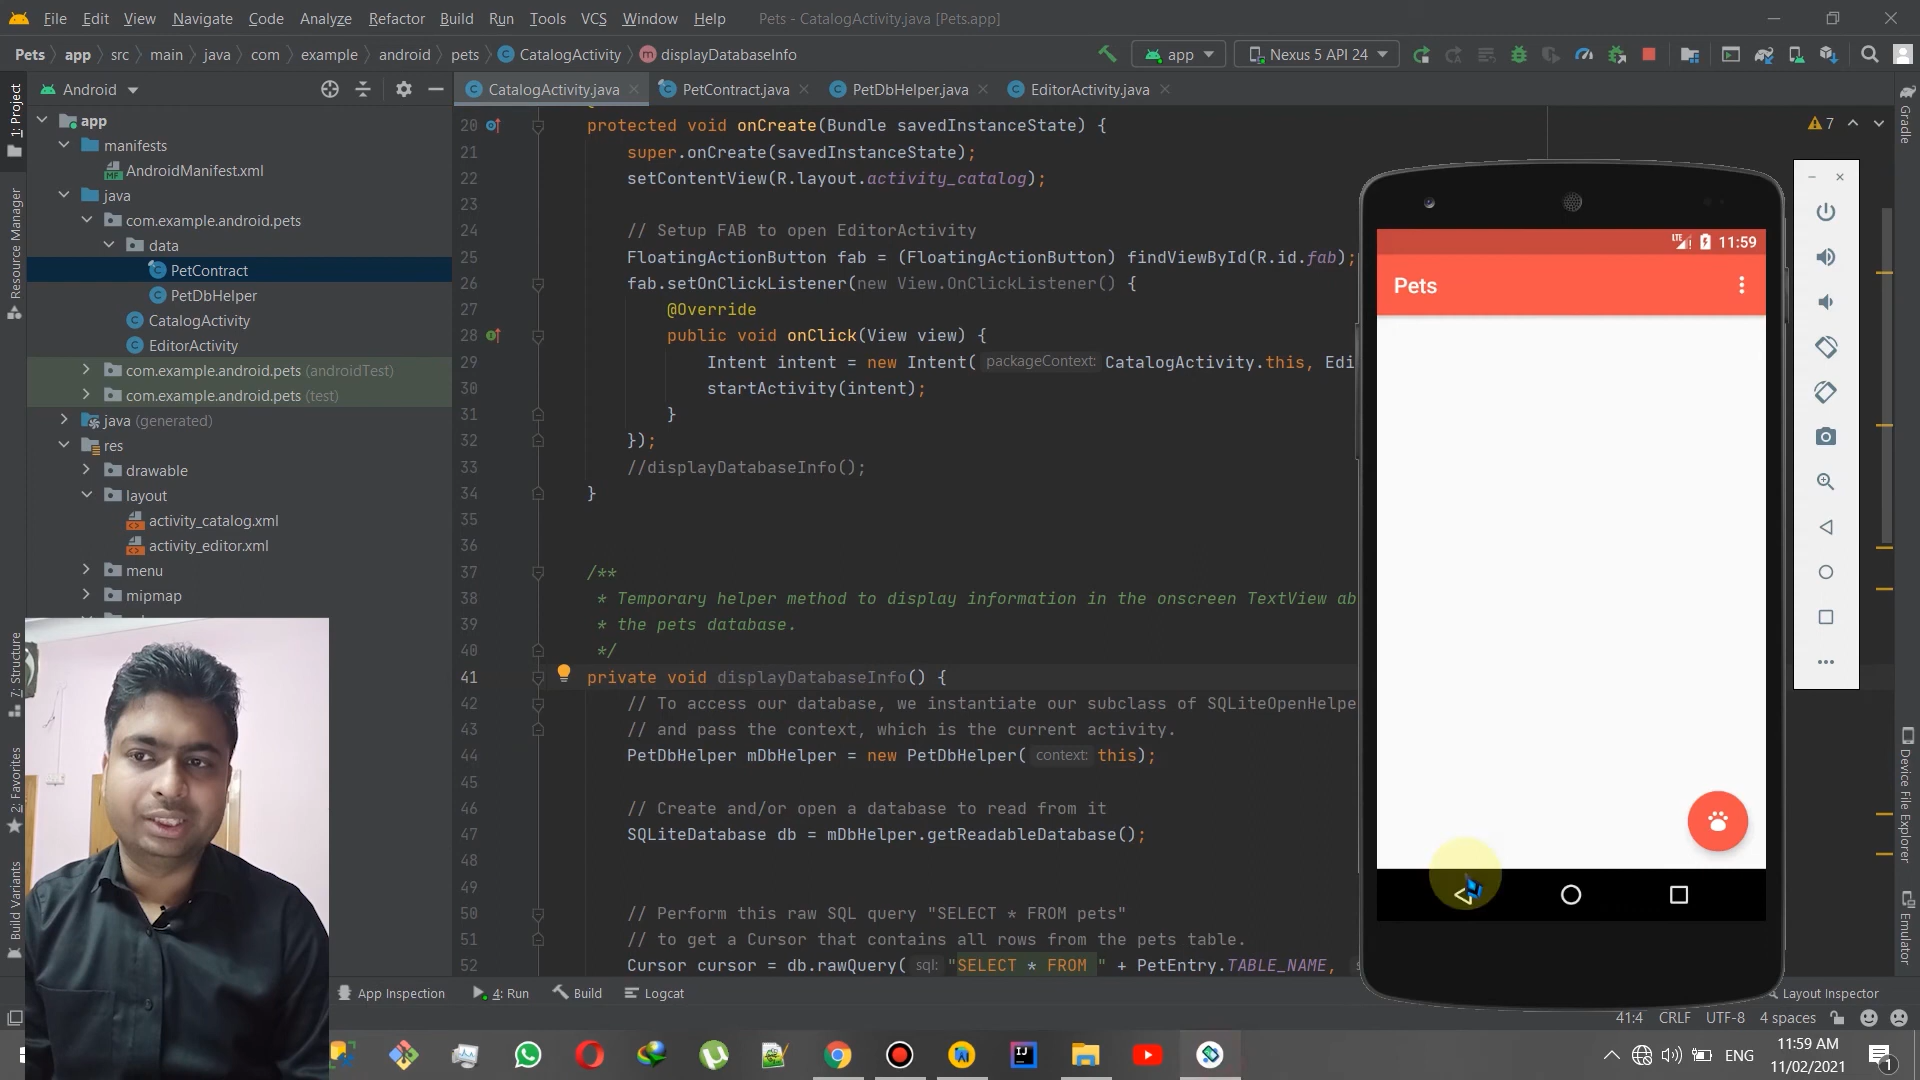 File Edit View Navigate Code Analyze Refactor Build Run Tools VCS Window Help Pets - CatalogActivity.java [Pets.app]
Pets app src main java com example android pets CatalogActivity displayDatabaseInfo app Nexus 5 API 24
Android
CatalogActivity.java PetContract.java PetDbHelper.java EditorActivity.java
1: Project
Resource Manager
7: Structure
2: Favorites
Build Variants
app
manifests
AndroidManifest.xml
java
com.example.android.pets
data
PetContract
PetDbHelper
CatalogActivity
EditorActivity
com.example.android.pets (androidTest)
com.example.android.pets (test)
java (generated)
res
drawable
layout
activity_catalog.xml
activity_editor.xml
menu
mipmap
20 protected void onCreate(Bundle savedInstanceState) {
21 super.onCreate(savedInstanceState);
22 setContentView(R.layout.activity_catalog);
23
24 // Setup FAB to open EditorActivity
25 FloatingActionButton fab = (FloatingActionButton) findViewById(R.id.fab);
26 fab.setOnClickListener(new View.OnClickListener() {
27 @Override
28 public void onClick(View view) {
29 Intent intent = new Intent( packageContext: CatalogActivity.this, Edi
30 startActivity(intent);
31 }
32 });
33 //displayDatabaseInfo();
34 }
35
36
37 /**
38 * Temporary helper method to display information in the onscreen TextView ab
39 * the pets database.
40 */
41 private void displayDatabaseInfo() {
42 // To access our database, we instantiate our subclass of SQLiteOpenHelpe
43 // and pass the context, which is the current activity.
44 PetDbHelper mDbHelper = new PetDbHelper( context: this);
45
46 // Create and/or open a database to read from it
47 SQLiteDatabase db = mDbHelper.getReadableDatabase();
48
49
50 // Perform this raw SQL query "SELECT * FROM pets"
51 // to get a Cursor that contains all rows from the pets table.
52 Cursor cursor = db.rawQuery( sql: "SELECT * FROM " + PetEntry.TABLE_NAME,
7
LTE 11:59
Pets
Gradle
Device File Explorer
Emulator
App Inspection 4: Run Build Logcat Layout Inspector
41:4 CRLF UTF-8 4 spaces
ENG
11:59 AM
11/02/2021
1